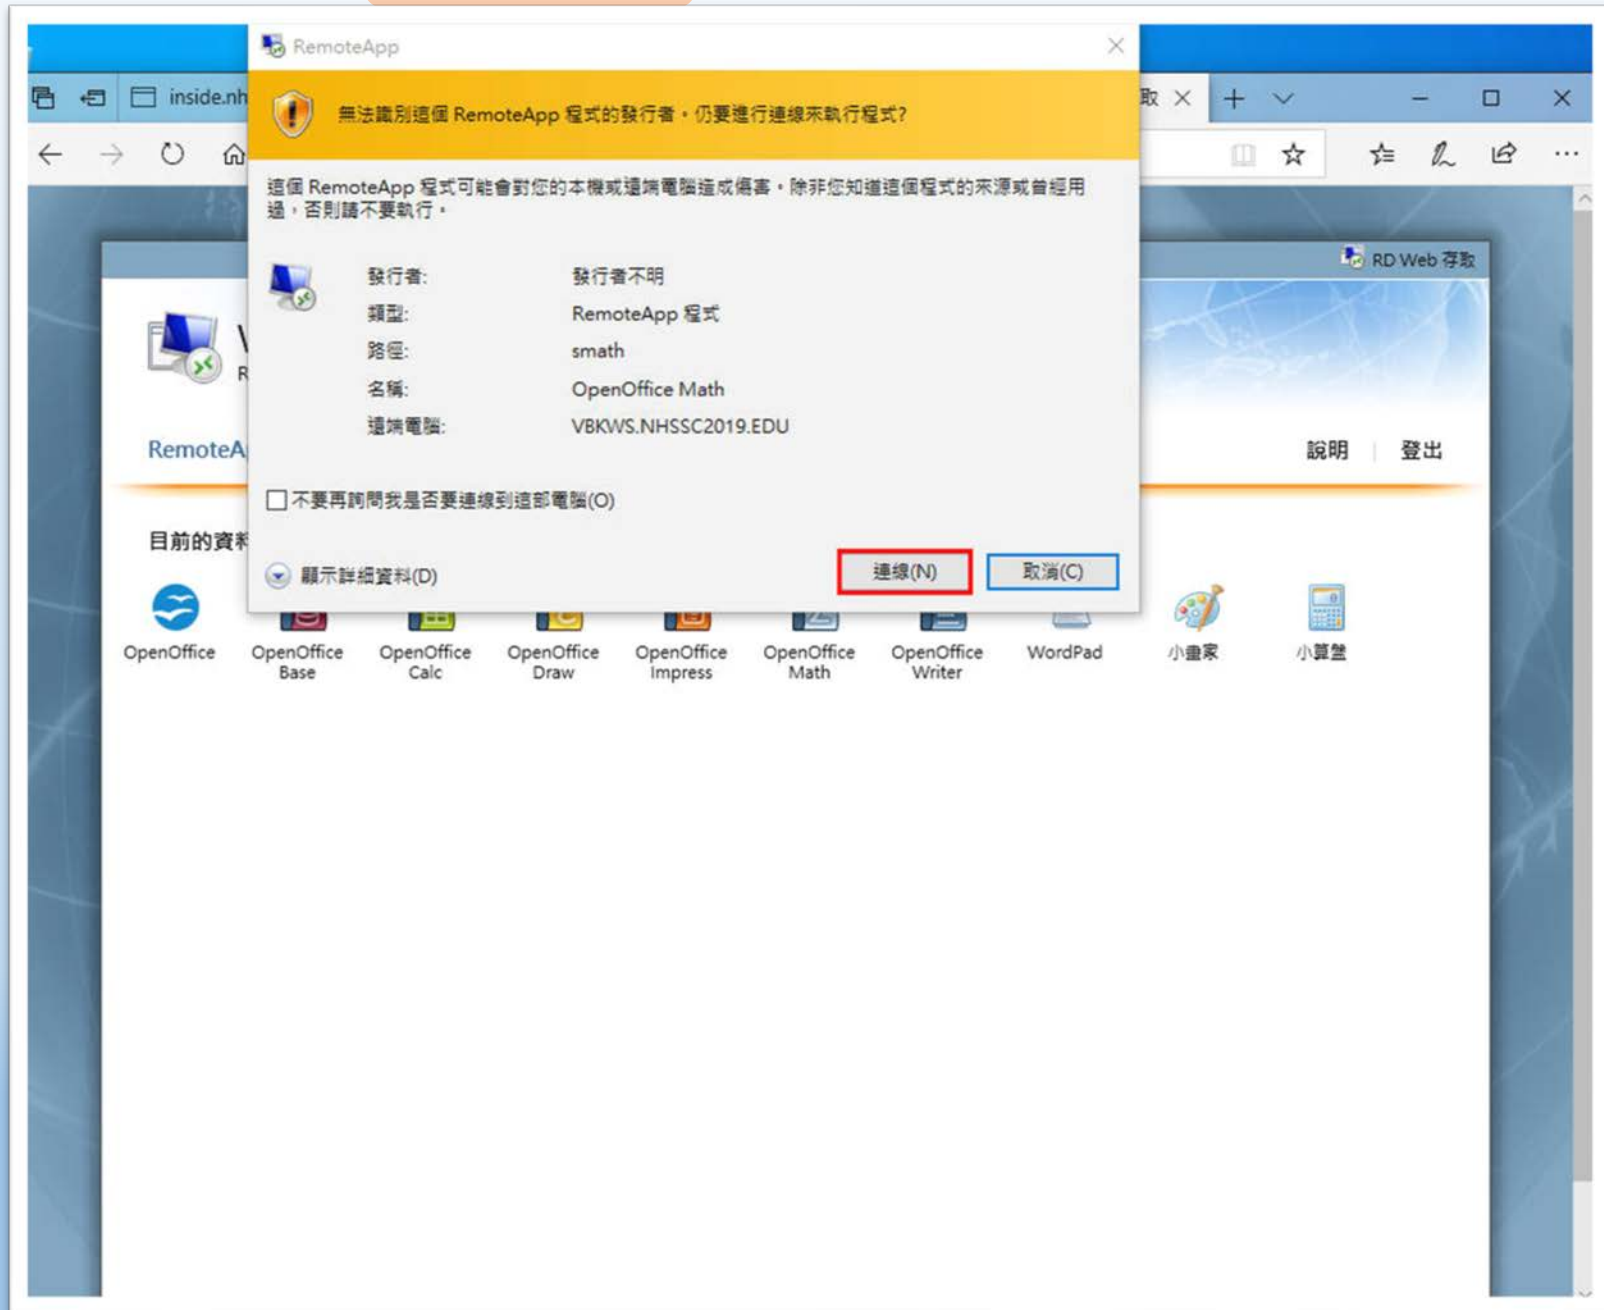 RemoteApp
inside.nh
取
無法識別這個 RemoteApp 程式的發行者。仍要進行連線來執行程式?
這個 RemoteApp 程式可能會對您的本機或遠端電腦造成傷害。除非您知道這個程式的來源或曾經用
過，否則請不要執行。
RD Web 存取
發行者: 發行者不明
類型: RemoteApp 程式
路徑: smath
名稱: OpenOffice Math
遠端電腦: VBKWS.NHSSC2019.EDU
RemoteA
說明 | 登出
不要再詢問我是否要連線到這部電腦(O)
目前的資料
顯示詳細資料(D)
連線(N)
取消(C)
OpenOffice
OpenOffice
Base
OpenOffice
Calc
OpenOffice
Draw
OpenOffice
Impress
OpenOffice
Math
OpenOffice
Writer
WordPad
小畫家
小算盤